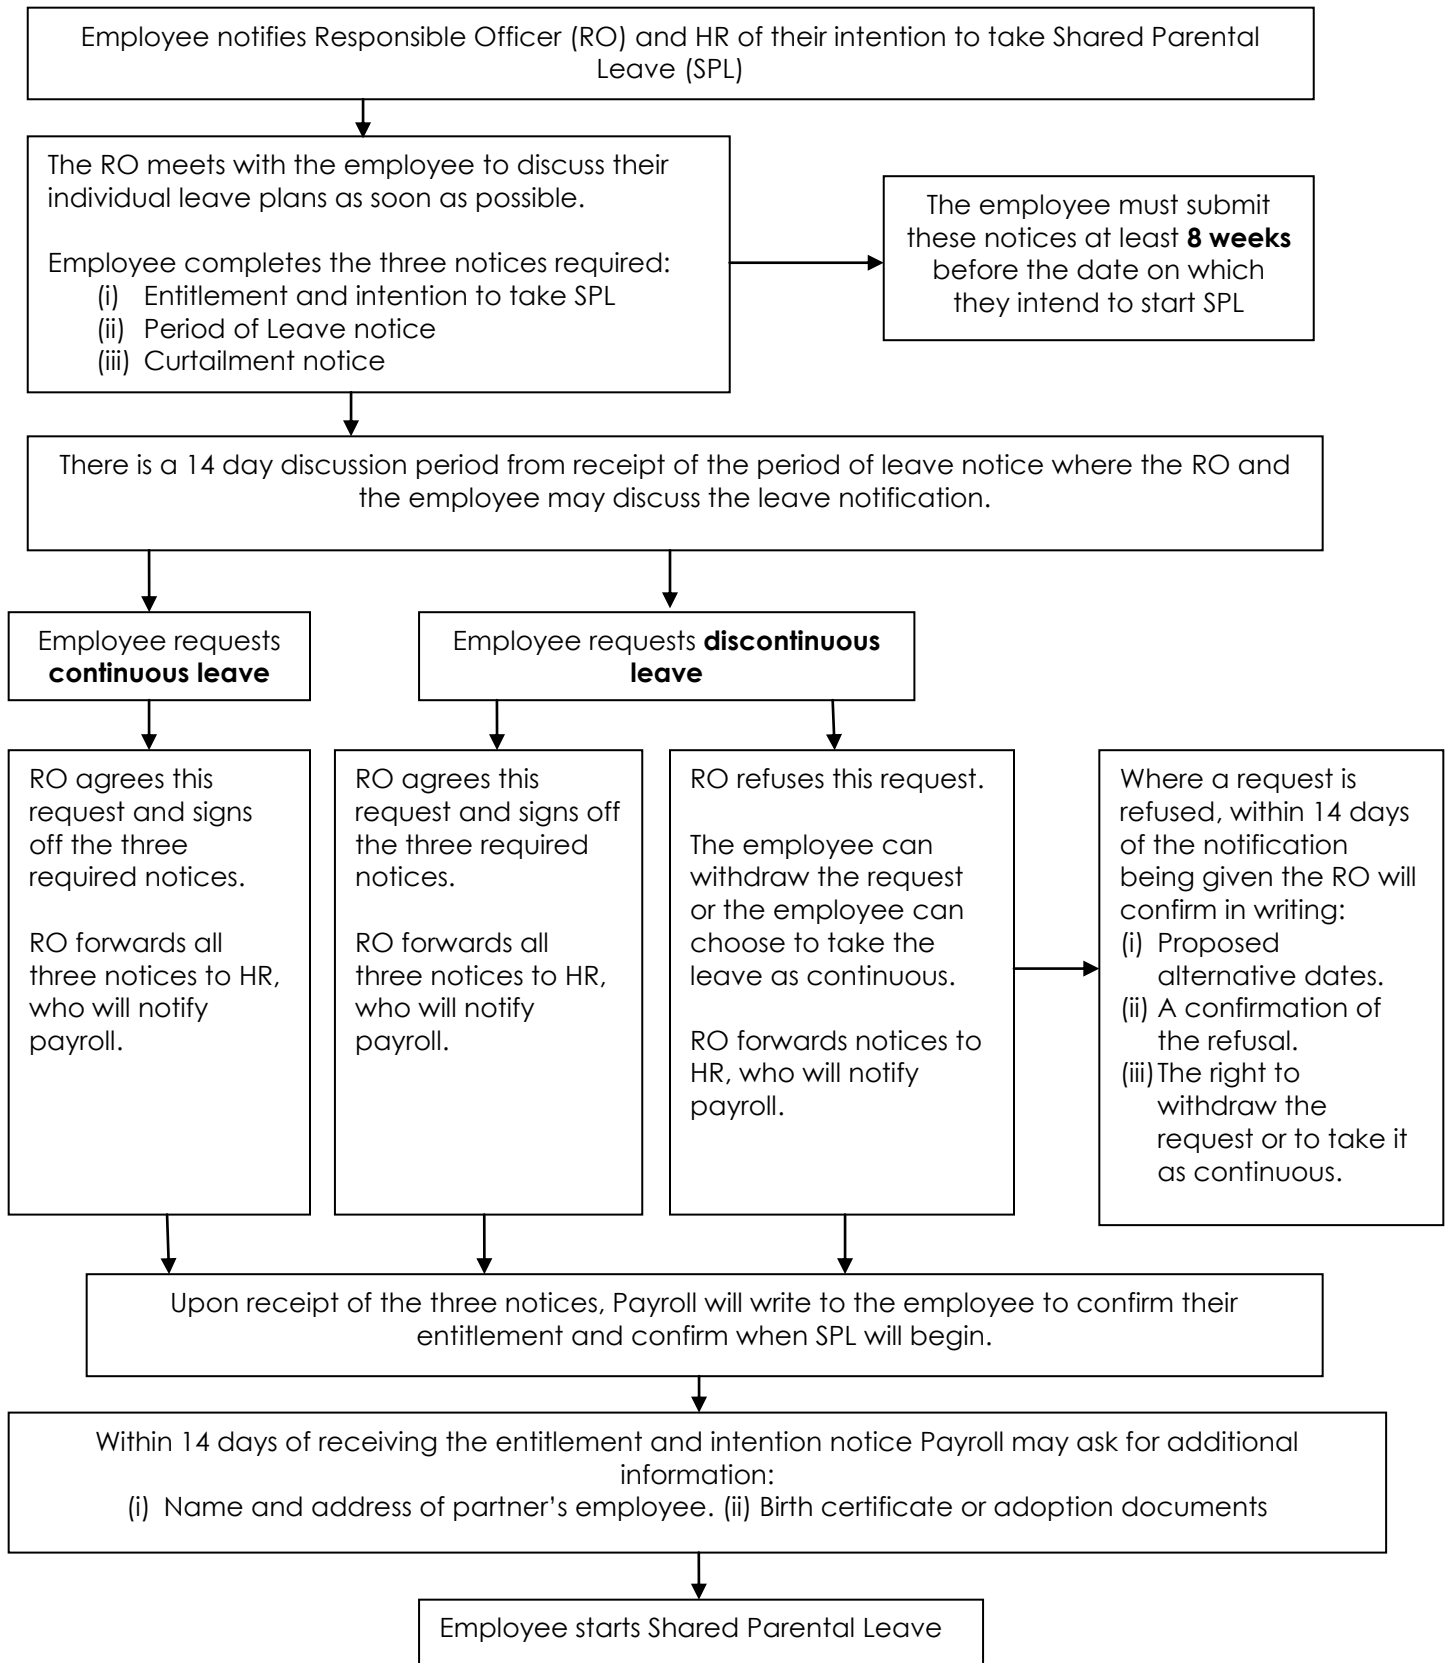 Employee notifies Responsible Officer (RO) and HR of their intention to take Shared Parental
Leave (SPL)
The RO meets with the employee to discuss their
individual leave plans as soon as possible.
Employee completes the three notices required:
(i) Entitlement and intention to take SPL
(ii) Period of Leave notice
(iii) Curtailment notice
The employee must submit
these notices at least 8 weeks
before the date on which
they intend to start SPL
There is a 14 day discussion period from receipt of the period of leave notice where the RO and
the employee may discuss the leave notification.
Employee requests
continuous leave
Employee requests discontinuous
leave
RO agrees this
request and signs
off the three
required notices.
RO forwards all
three notices to HR,
who will notify
payroll.
RO agrees this
request and signs off
the three required
notices.
RO forwards all
three notices to HR,
who will notify
payroll.
RO refuses this request.
The employee can
withdraw the request
or the employee can
choose to take the
leave as continuous.
RO forwards notices to
HR, who will notify
payroll.
Where a request is
refused, within 14 days
of the notification
being given the RO will
confirm in writing:
(i) Proposed
alternative dates.
(ii) A confirmation of
the refusal.
(iii) The right to
withdraw the
request or to take it
as continuous.
Upon receipt of the three notices, Payroll will write to the employee to confirm their
entitlement and confirm when SPL will begin.
Within 14 days of receiving the entitlement and intention notice Payroll may ask for additional
information:
(i) Name and address of partner's employee. (ii) Birth certificate or adoption documents
Employee starts Shared Parental Leave